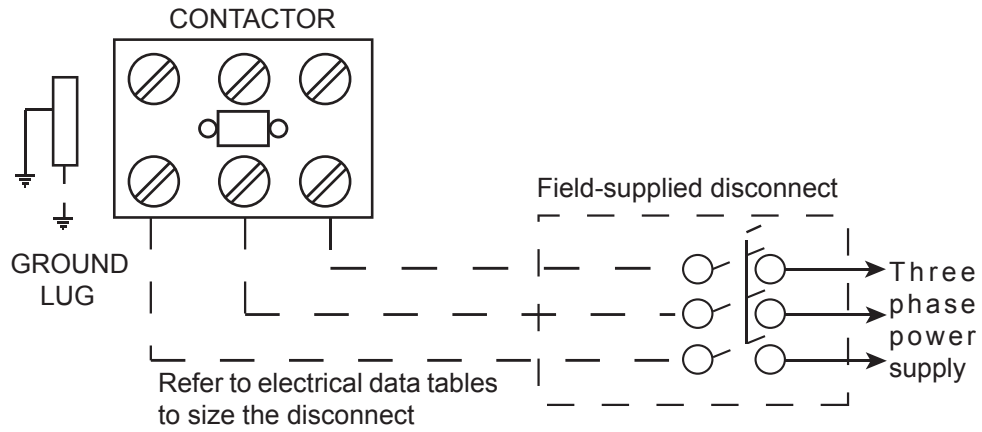 CONTACTOR
GROUND
LUG
Field-supplied disconnect
Three
phase
power
supply
Refer to electrical data tables
to size the disconnect